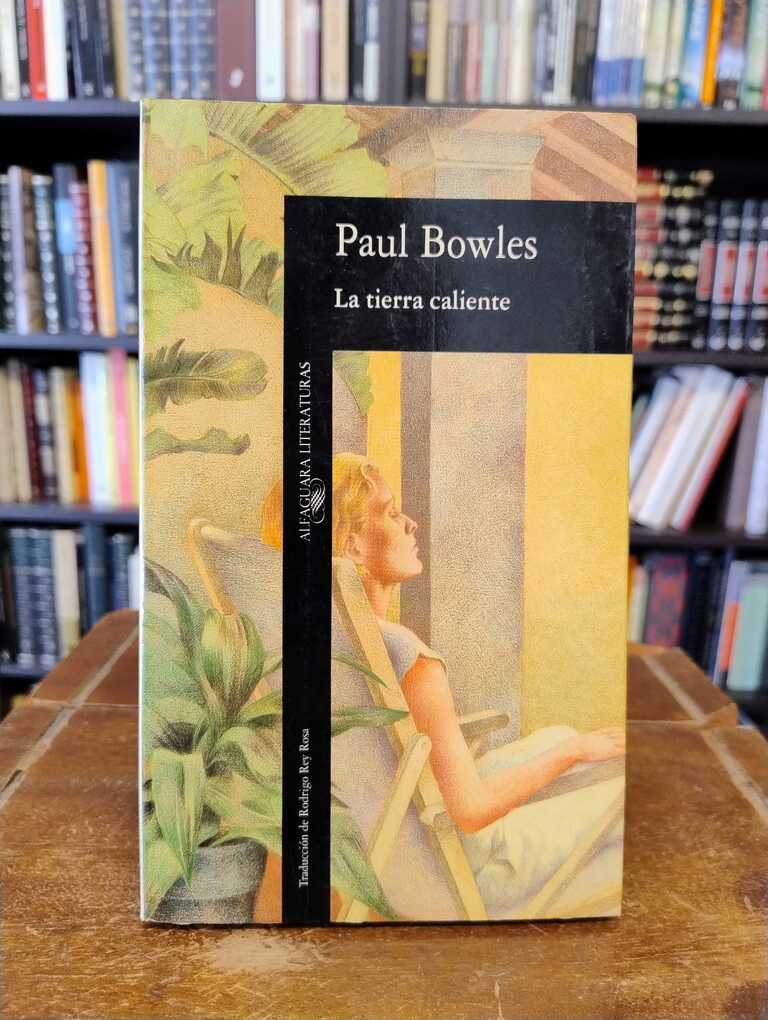 Paul Bowles
La tierra caliente
ALFAGUARA LITERATURAS
Traducción de Rodrigo Rey Rosa